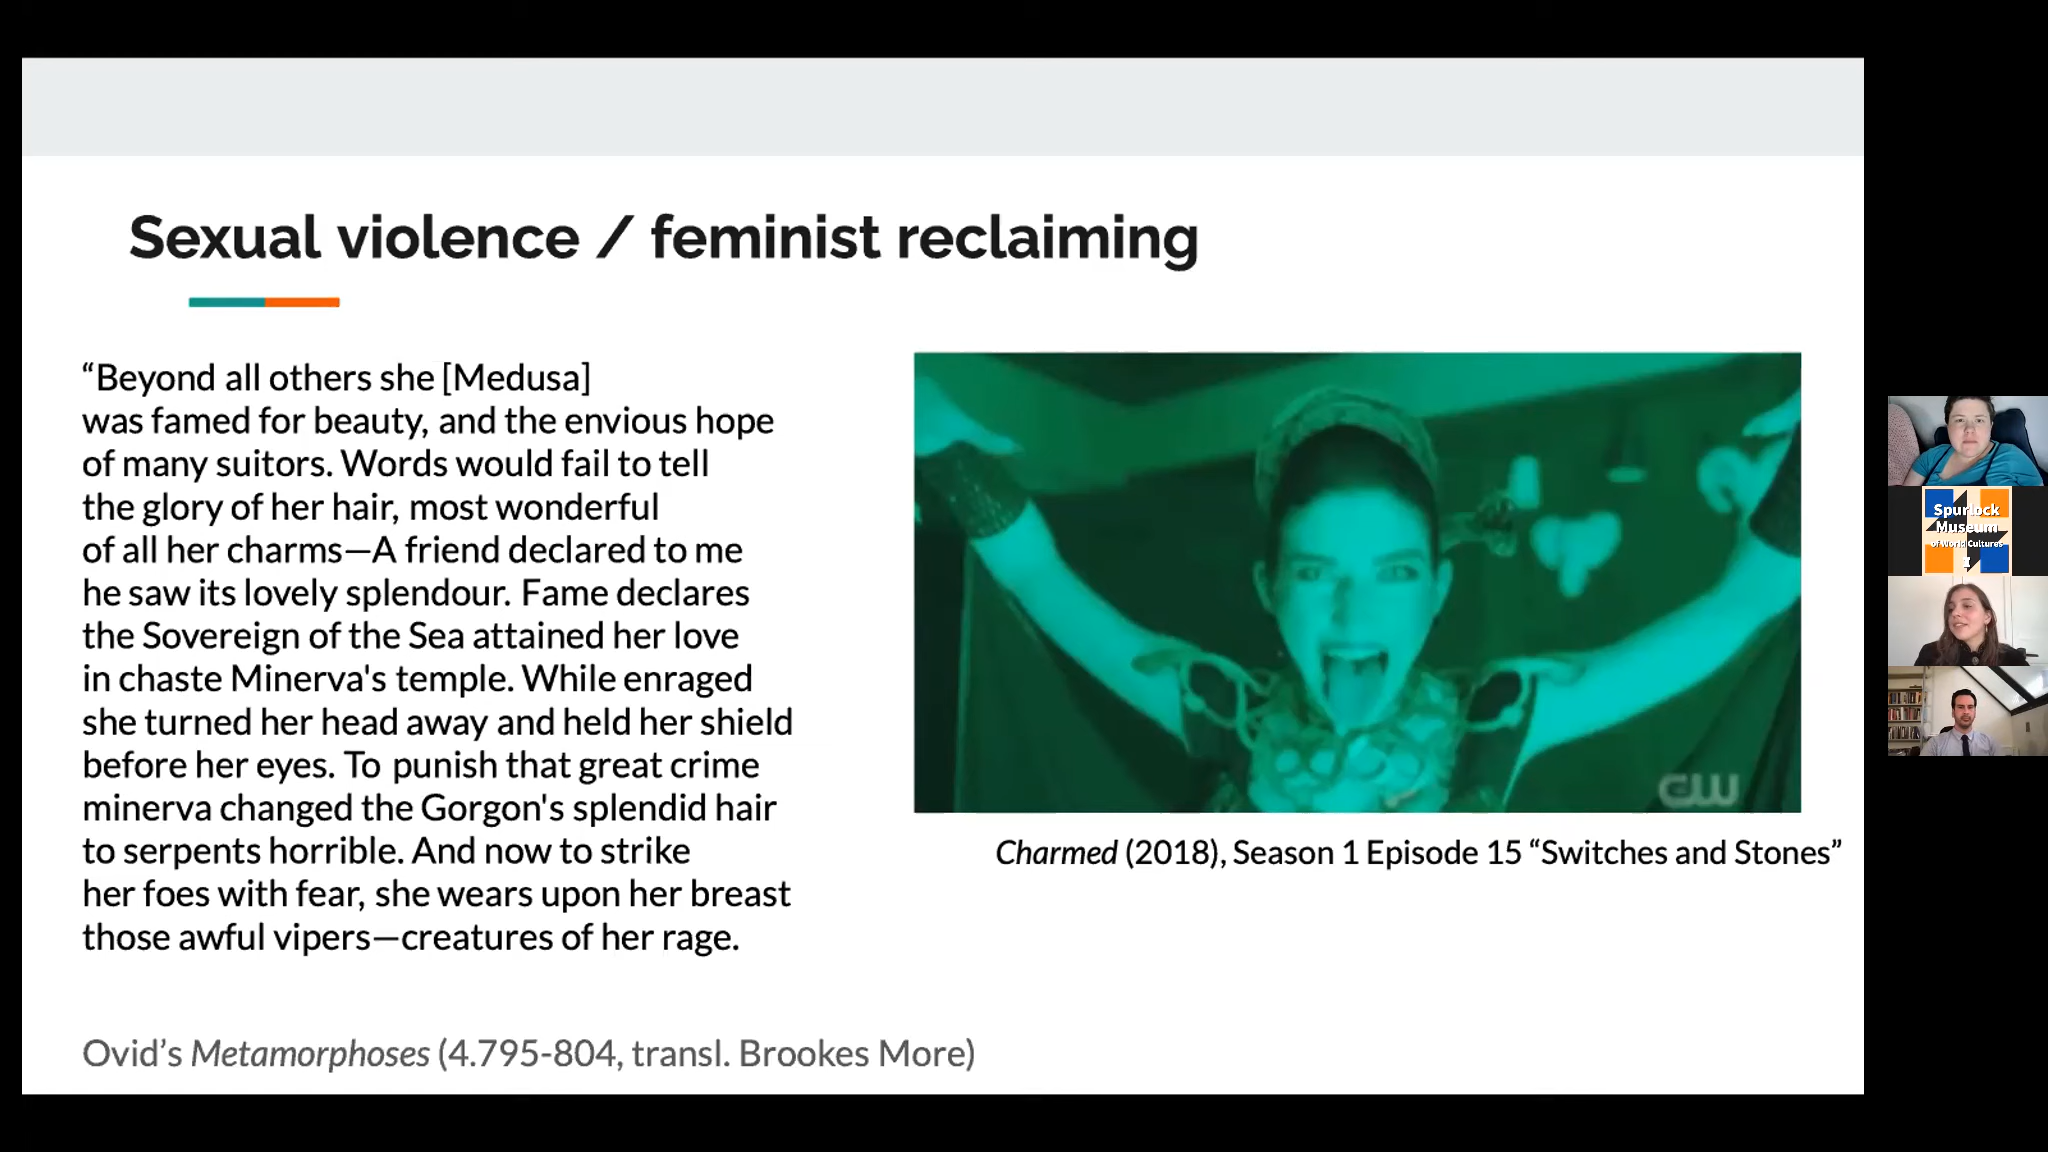 Sexual violence / feminist reclaiming
“Beyond all others she [Medusa]
was famed for beauty, and the envious hope
of many suitors. Words would fail to tell
the glory of her hair, most wonderful
of all her charms—A friend declared to me
he saw its lovely splendour. Fame declares
the Sovereign of the Sea attained her love
in chaste Minerva's temple. While enraged
she turned her head away and held her shield
before her eyes. To punish that great crime
minerva changed the Gorgon's splendid hair
to serpents horrible. And now to strike
her foes with fear, she wears upon her breast
those awful vipers—creatures of her rage.
Ovid’s Metamorphoses (4.795-804, transl. Brookes More)
CW
Charmed (2018), Season 1 Episode 15 “Switches and Stones”
Spurlock
Museum
of World Cultures
I